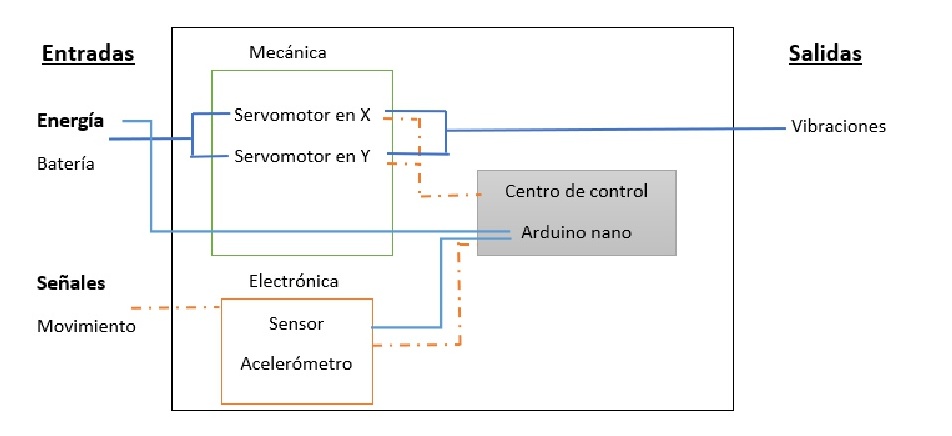 Entradas
Mecánica
Salidas
Energía
Servomotor en X
Vibraciones
Batería
Servomotor en Y
Centro de control
Arduino nano
Señales
Electrónica
Movimiento
Sensor
Acelerómetro